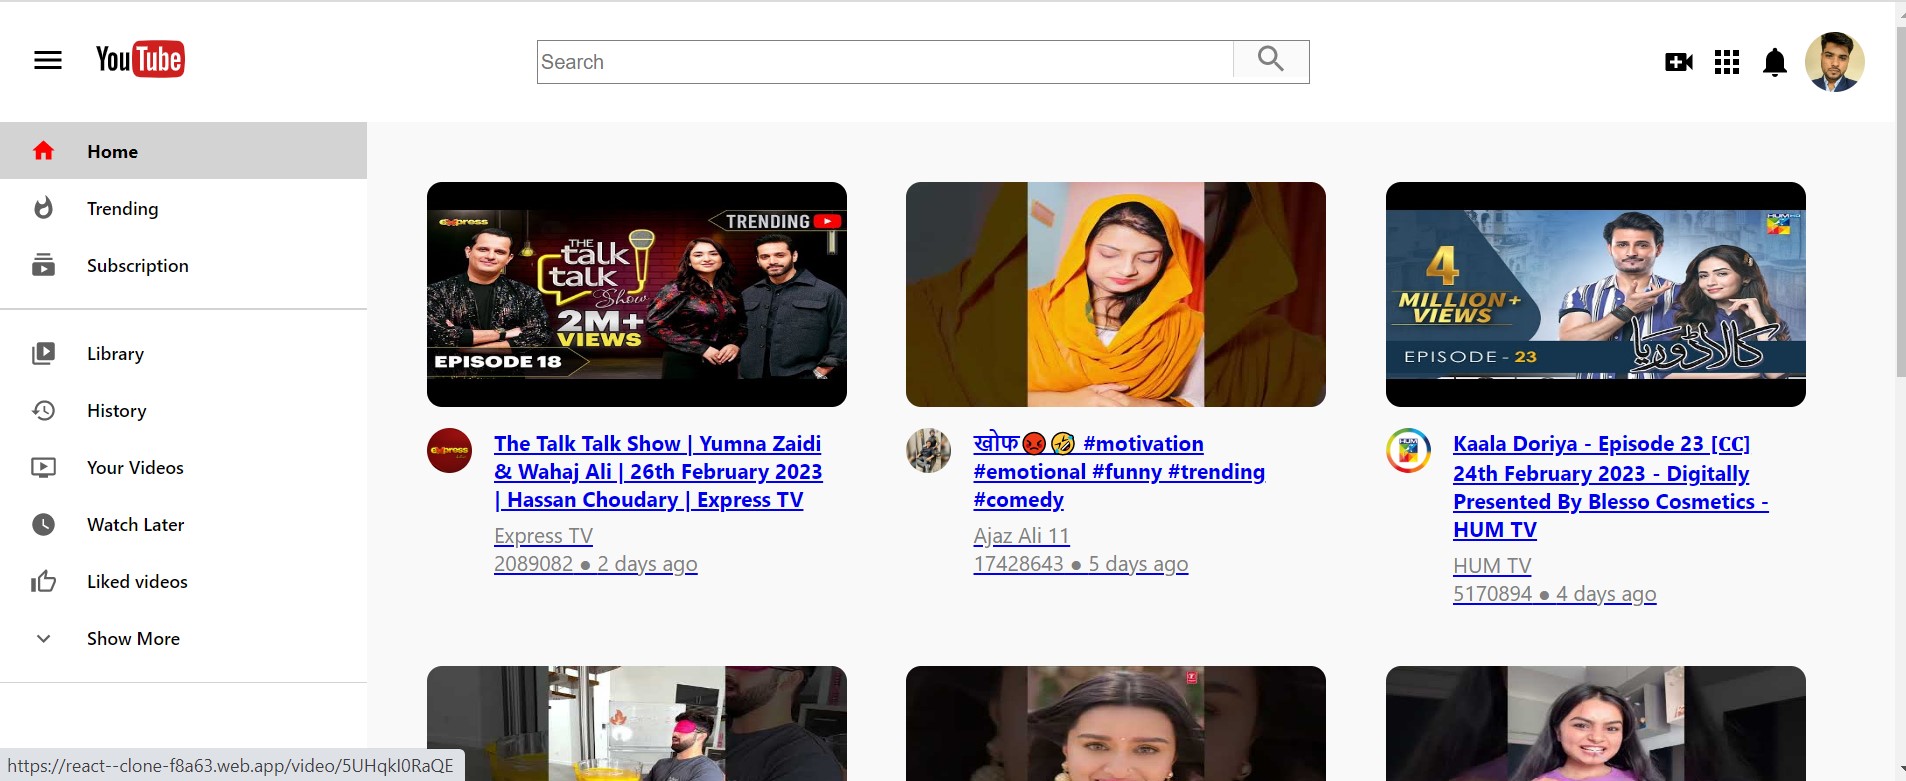 YouTube
Search
Home
Trending
Subscription
Library
History
Your Videos
Watch Later
Liked videos
Show More
express
TRENDING
THE
talk
talk
Show
2M+
VIEWS
EPISODE 18
The Talk Talk Show | Yumna Zaidi
& Wahaj Ali | 26th February 2023
| Hassan Choudary | Express TV
Express TV
2089082 ● 2 days ago
खोफ😡🤣 #motivation
#emotional #funny #trending
#comedy
Ajaz Ali 11
17428643 ● 5 days ago
HUM
4
MILLION+
VIEWS
EPISODE - 23
کالا ڈوریا
HUM
Kaala Doriya - Episode 23 [𝐂𝐂]
24th February 2023 - Digitally
Presented By Blesso Cosmetics -
HUM TV
HUM TV
5170894 ● 4 days ago
https://react--clone-f8a63.web.app/video/5UHqkI0RaQE